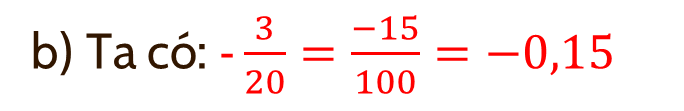 b) Ta có: - 3/20 = −15/100 = −0,15